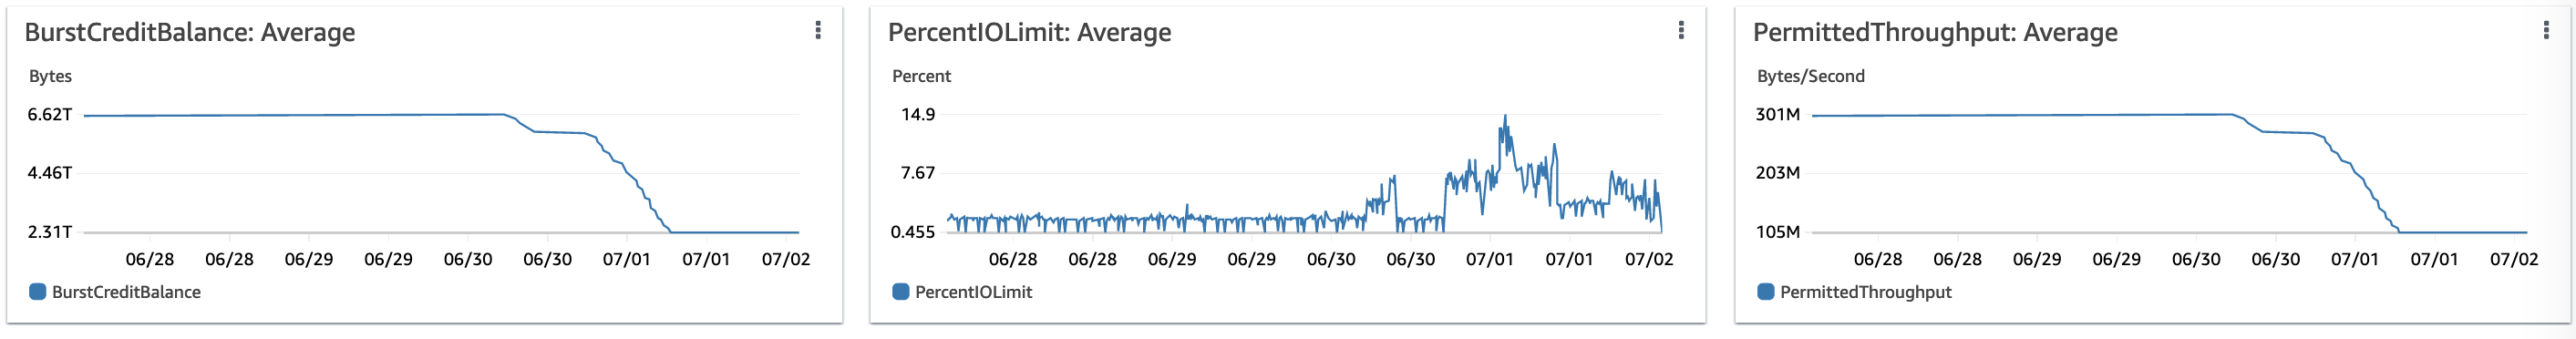 BurstCreditBalance: Average
Bytes
6.62T
4.46T
2.31T
06/28 06/28 06/29 06/29 06/30 06/30 07/01 07/01 07/02
BurstCreditBalance
PercentIOLimit: Average
Percent
14.9
7.67
0.455
06/28 06/28 06/29 06/29 06/30 06/30 07/01 07/01 07/02
PercentIOLimit
PermittedThroughput: Average
Bytes/Second
301M
203M
105M
06/28 06/28 06/29 06/29 06/30 06/30 07/01 07/01 07/02
PermittedThroughput